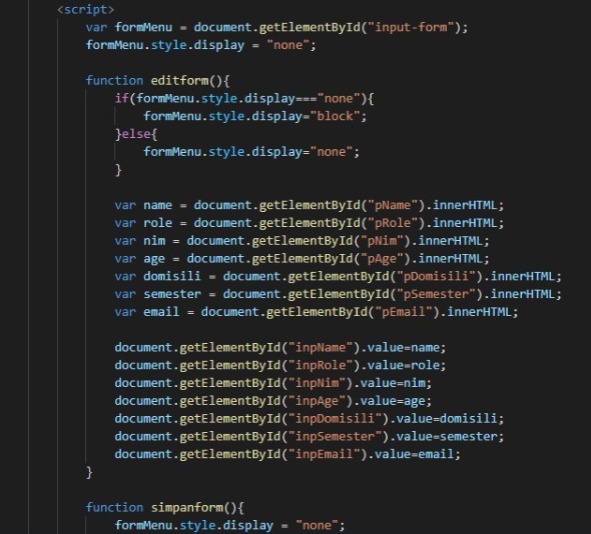 <script>
var formMenu = document.getElementById("input-form");
formMenu.style.display = "none";
function editform(){
if(formMenu.style.display==="none"){
formMenu.style.display="block";
}else{
formMenu.style.display="none";
}
var name = document.getElementById("pName").innerHTML;
var role = document.getElementById("pRole").innerHTML;
var nim = document.getElementById("pNim").innerHTML;
var age = document.getElementById("pAge").innerHTML;
var domisili = document.getElementById("pDomisili").innerHTML;
var semester = document.getElementById("pSemester").innerHTML;
var email = document.getElementById("pEmail").innerHTML;
document.getElementById("inpName").value=name;
document.getElementById("inpRole").value=role;
document.getElementById("inpNim").value=nim;
document.getElementById("inpAge").value=age;
document.getElementById("inpDomisili").value=domisili;
document.getElementById("inpSemester").value=semester;
document.getElementById("inpEmail").value=email;
}
function simpanform(){
formMenu.style.display = "none";